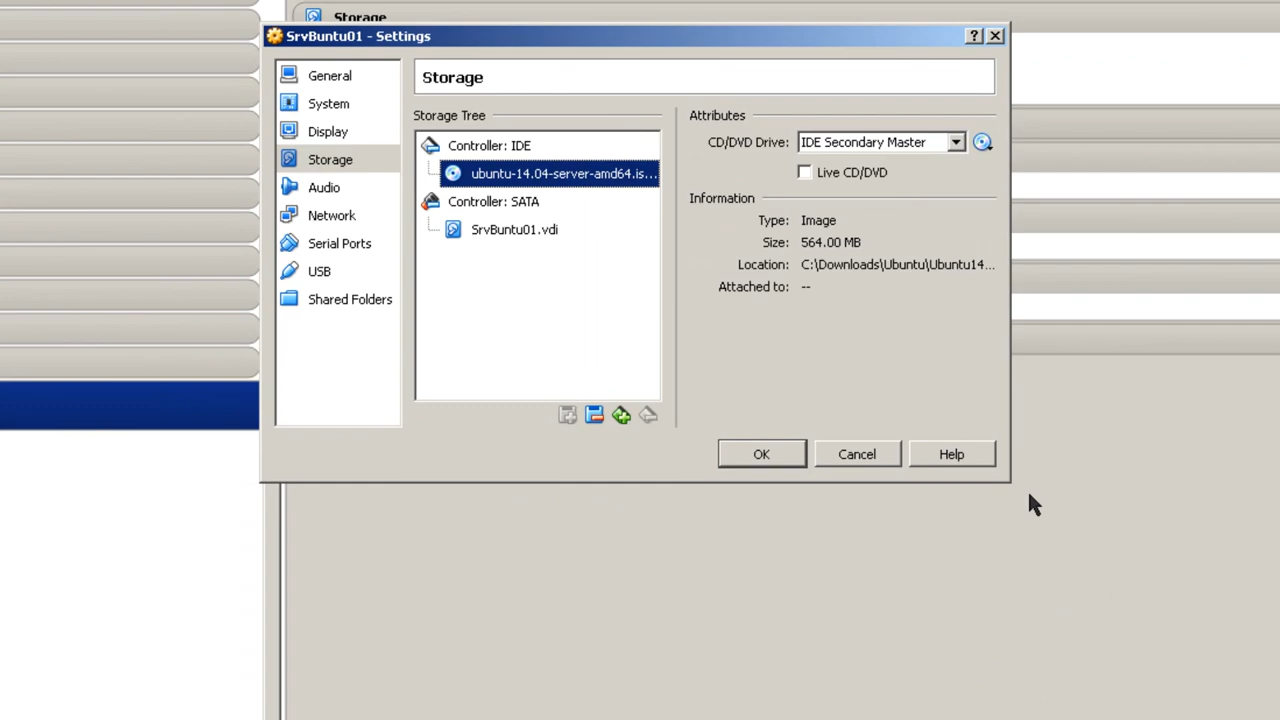 Storage
SrvBuntu01 - Settings
General
System
Display
Storage
Audio
Network
Serial Ports
USB
Shared Folders
Storage
Storage Tree
Controller: IDE
ubuntu-14.04-server-amd64.is...
Controller: SATA
SrvBuntu01.vdi
Attributes
CD/DVD Drive: IDE Secondary Master
Live CD/DVD
Information
Type: Image
Size: 564.00 MB
Location: C:\Downloads\Ubuntu\Ubuntu14...
Attached to: --
OK Cancel Help